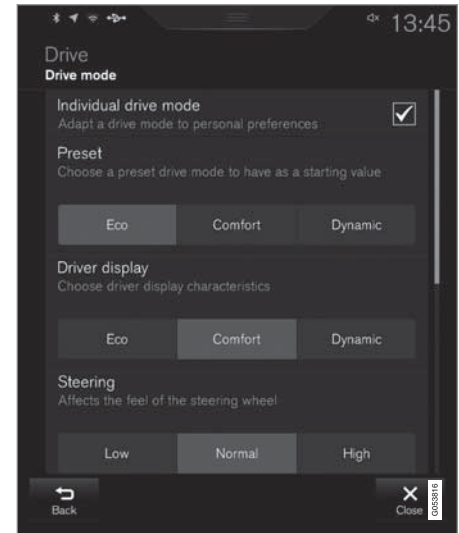 13:45
Drive
Drive mode
Individual drive mode
Adapt a drive mode to personal preferences
Preset
Choose a preset drive mode to have as a starting value
Eco Comfort Dynamic
Driver display
Choose driver display characteristics
Eco Comfort Dynamic
Steering
Affects the feel of the steering wheel
Low Normal High
Back
Close
G053816